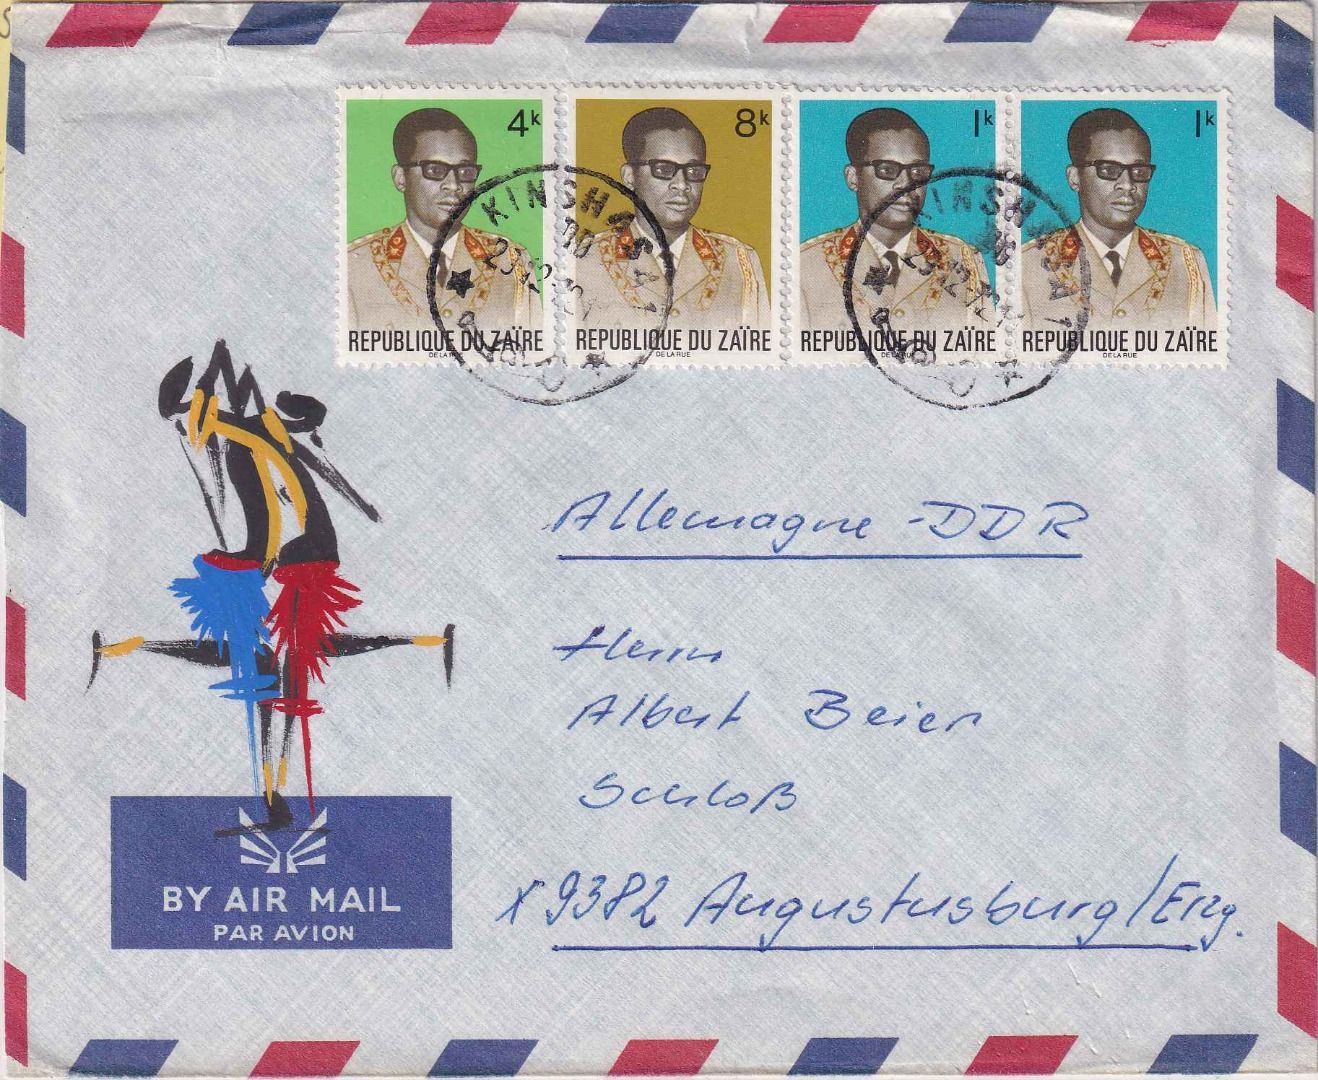 4k 8k 1k 1k
REPUBLIQUE DU ZAÏRE REPUBLIQUE DU ZAÏRE REPUBLIQUE DU ZAÏRE REPUBLIQUE DU ZAÏRE
DE LA RUE DE LA RUE DE LA RUE DE LA RUE
KINSHASA 1
KINSHASA 1
Allemagne - DDR
Herrn
Albert Beier
Schloß
X 9382 Augustusburg/Erzg.
BY AIR MAIL
PAR AVION